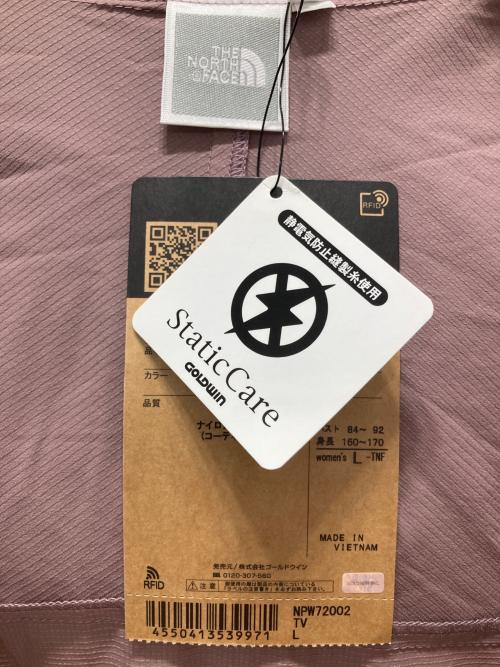 THE
NORTH
FACE
RFID
静電気防止縫製糸使用
StaticCare
GOLDWIN
カラー
品質
ナイロ
(コーテ
スト 84~ 92
身長 160~170
women's L -TNF
MADE IN
VIETNAM
RFID
発売元/株式会社ゴールドウイン
0120-307-560
注意
NPW72002
TV
L
4550413539971